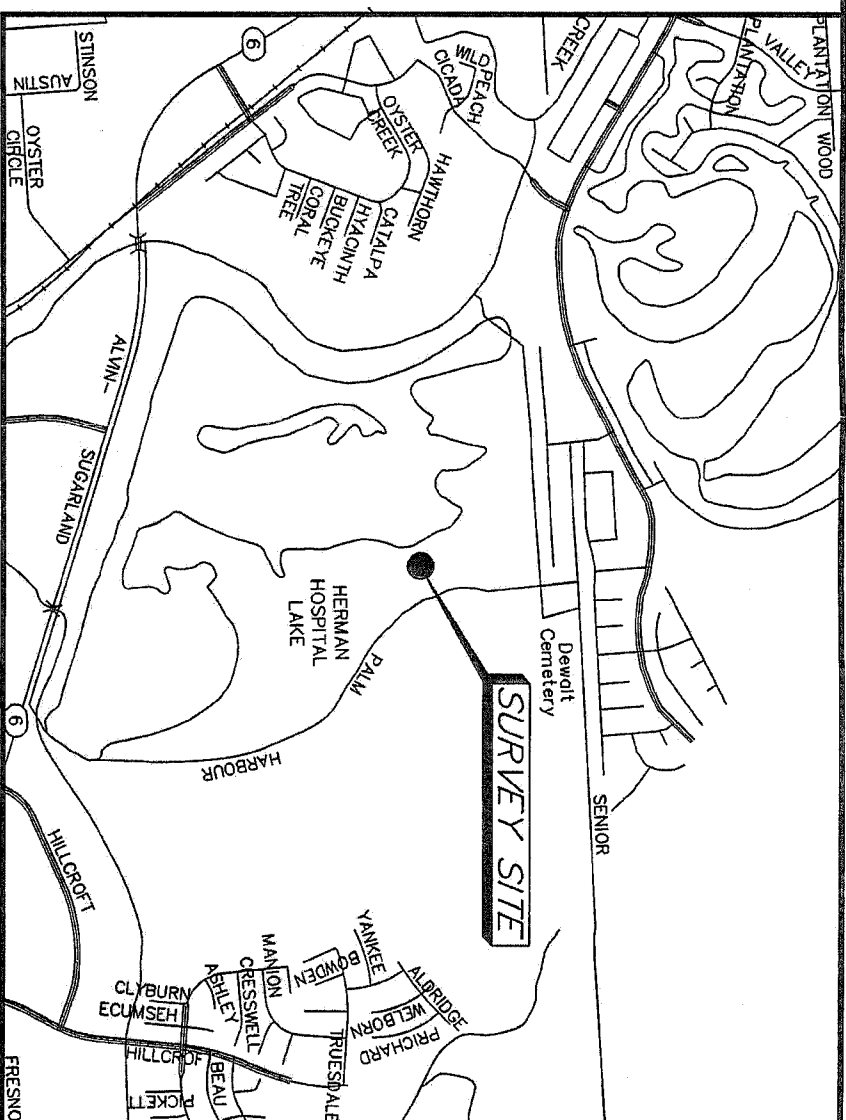 PLANTATION
WOOD
VALLEY
PLANTATION
CREEK
WILD PEACH
CICADA
6
STINSON
AUSTIN
OYSTER
CIRCLE
OYSTER
CREEK
HAWTHORN
CATALPA
HYACINTH
BUCKEYE
CORAL
TREE
ALVIN-
SUGARLAND
HERMAN
HOSPITAL
LAKE
PALM
HARBOUR
Dewalt
Cemetery
SURVEY SITE
SENIOR
6
HILLCROFT
YANKEE
BOWDEN
MANION
CRESSWELL
ASHLEY
CLYBURN
ECUMSEH
ALDRIDGE
WELBORN
PRICHARD
TRUESDALE
HILLCROF
BEAU
PICKETT
FRESNO